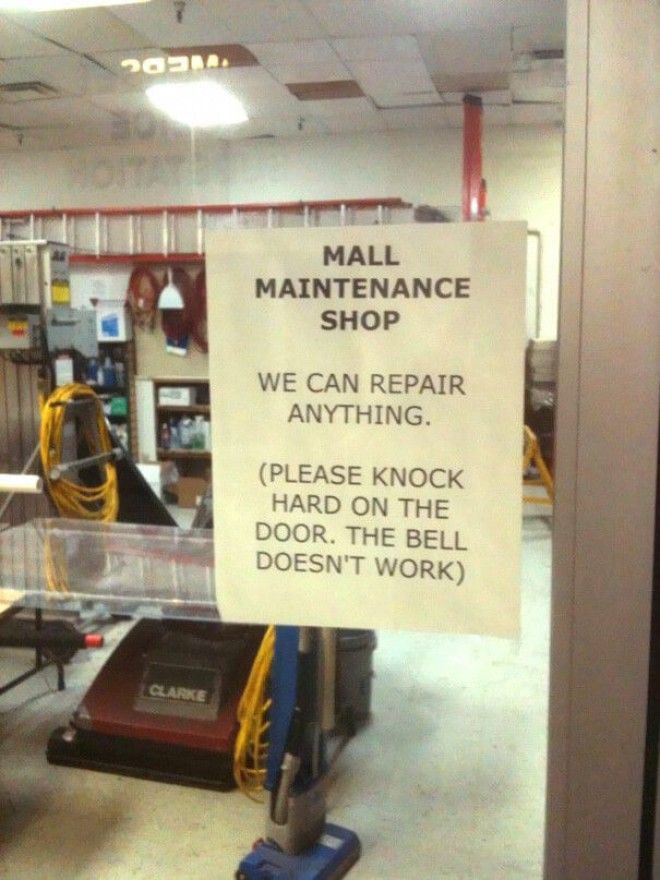 MALL
MAINTENANCE
SHOP
WE CAN REPAIR
ANYTHING.
(PLEASE KNOCK
HARD ON THE
DOOR. THE BELL
DOESN'T WORK)
CLARKE